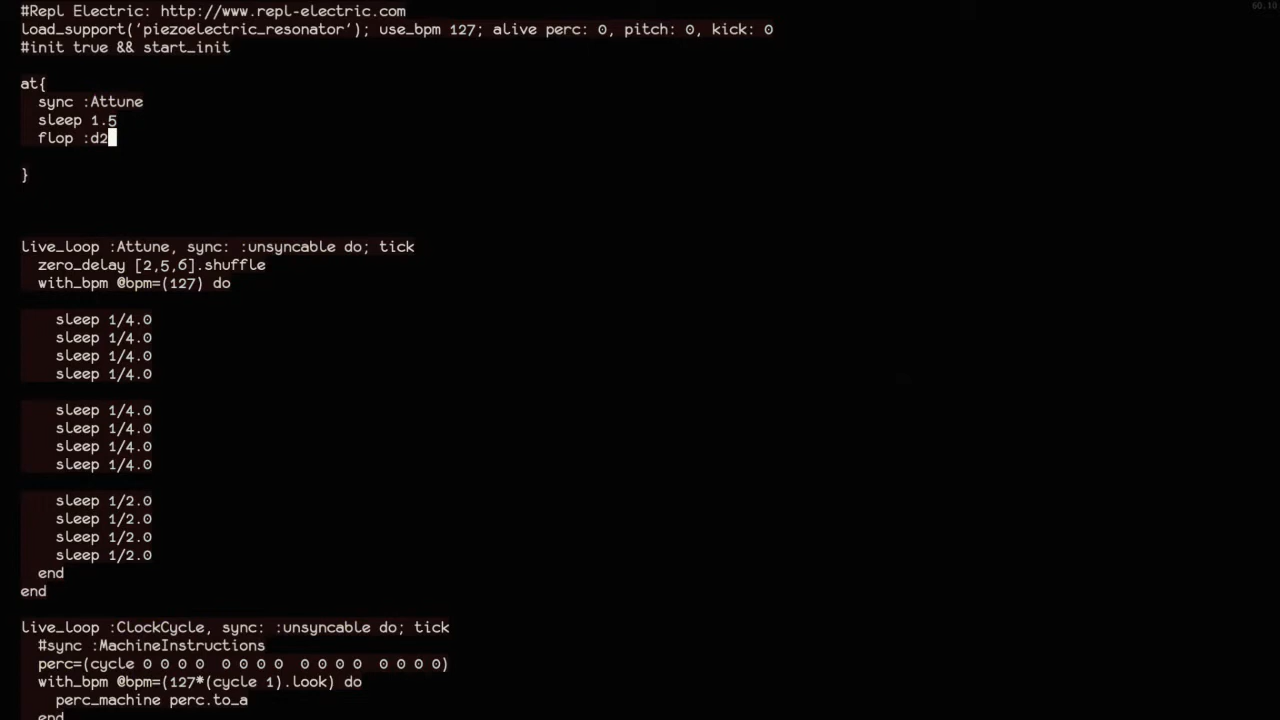 60.10
#Repl Electric: http://www.repl-electric.com
load_support('piezoelectric_resonator'); use_bpm 127; alive perc: 0, pitch: 0, kick: 0
#init true && start_init
at{
sync :Attune
sleep 1.5
flop :d2
}
live_loop :Attune, sync: :unsyncable do; tick
zero_delay [2,5,6].shuffle
with_bpm @bpm=(127) do
sleep 1/4.0
sleep 1/4.0
sleep 1/4.0
sleep 1/4.0
sleep 1/4.0
sleep 1/4.0
sleep 1/4.0
sleep 1/4.0
sleep 1/2.0
sleep 1/2.0
sleep 1/2.0
sleep 1/2.0
end
end
live_loop :ClockCycle, sync: :unsyncable do; tick
#sync :MachineInstructions
perc=(cycle 0 0 0 0  0 0 0 0  0 0 0 0  0 0 0 0)
with_bpm @bpm=(127*(cycle 1).look) do
perc_machine perc.to_a
end